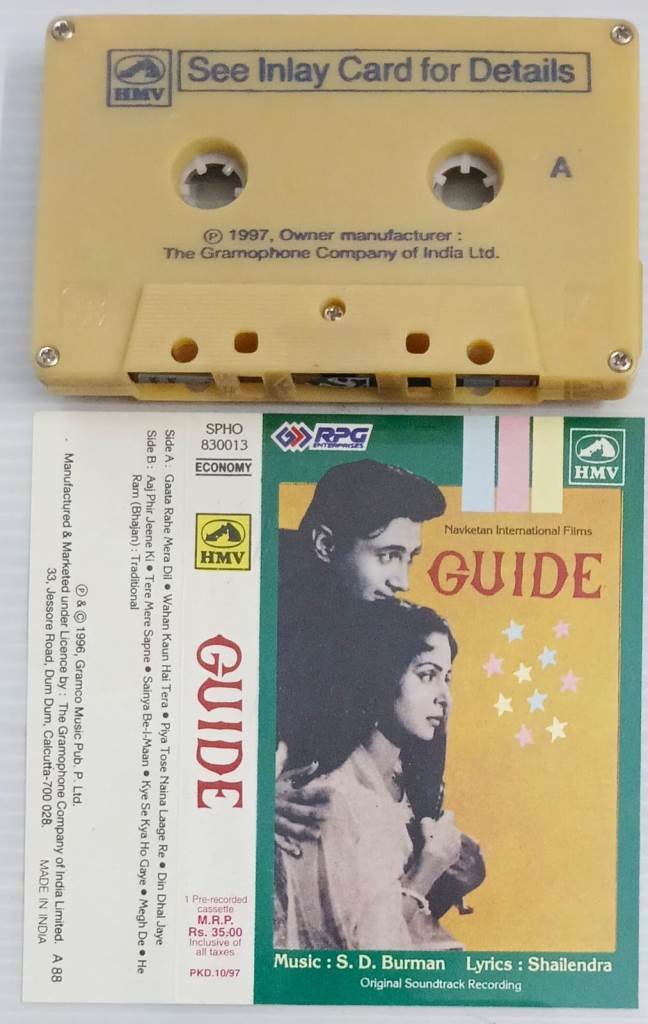 HMV
See Inlay Card for Details
A
℗ 1997, Owner manufacturer :
The Gramophone Company of India Ltd.
SPHO
830013
ECONOMY
HMV
GUIDE
1 Pre-recorded
cassette
M.R.P.
Rs. 35.00
Inclusive of
all taxes
PKD.10/97
Side A : Gaata Rahe Mera Dil • Wahan Kaun Hai Tera • Piya Tose Naina Laage Re • Din Dhal Jaye
Side B : Aaj Phir Jeene Ki • Tere Mere Sapne • Sainya Be-I-Maan • Kye Se Kya Ho Gaye • Megh De • He
Ram (Bhajan) : Traditional
℗ & © 1996, Gramco Music Pub. P. Ltd.
Manufactured & Marketed under Licence by : The Gramophone Company of India Limited.
33, Jessore Road, Dum Dum, Calcutta-700 028.
A 88
MADE IN INDIA
RPG
ENTERPRISES
HMV
Navketan International Films
GUIDE
Music : S. D. Burman Lyrics : Shailendra
Original Soundtrack Recording